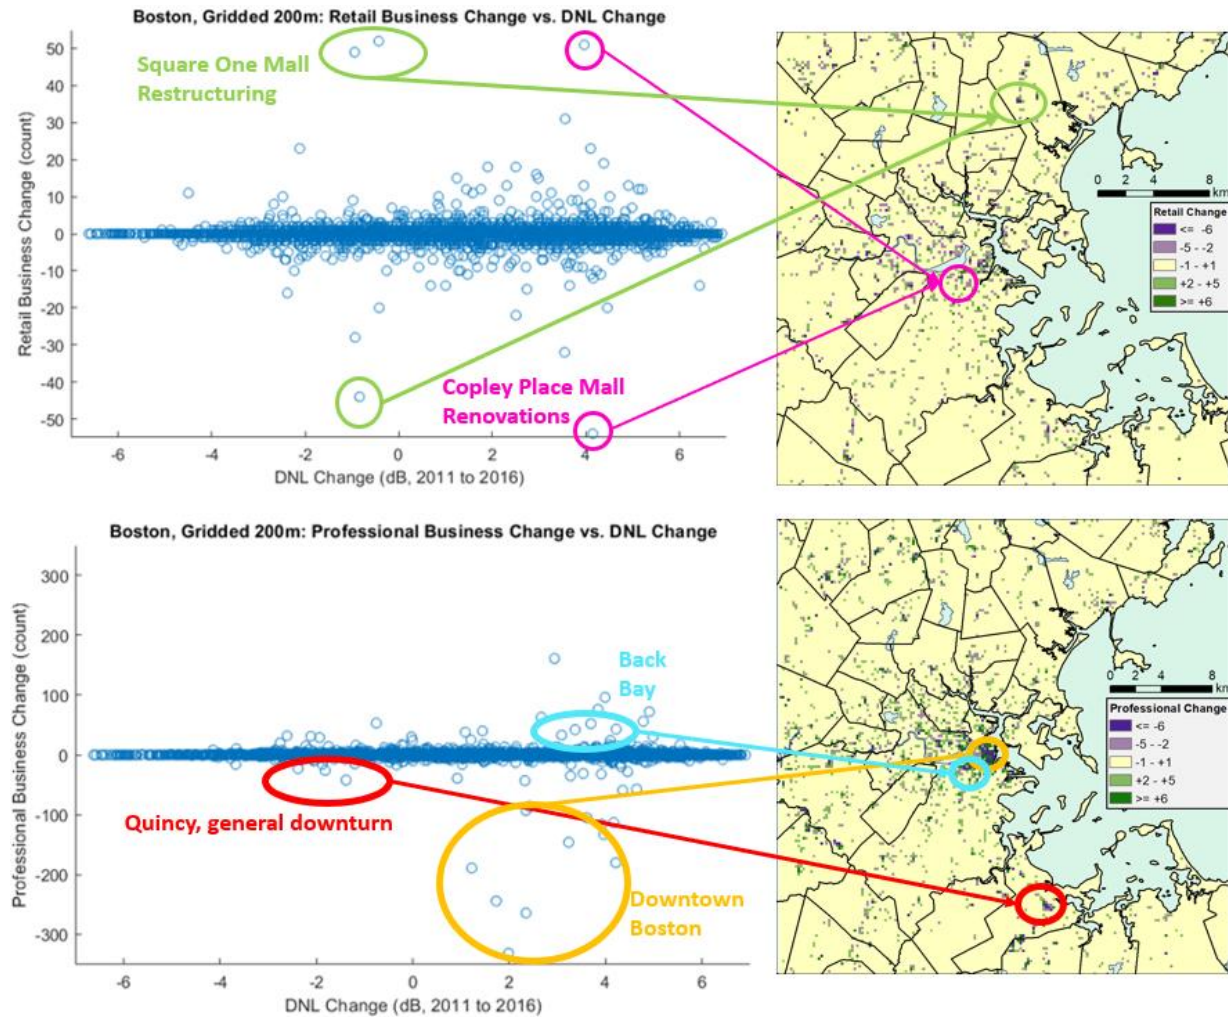 Boston, Gridded 200m: Retail Business Change vs. DNL Change
Retail Business Change (count)
50
40
30
20
10
0
-10
-20
-30
-40
-50
-6
-4
-2
0
2
4
6
DNL Change (dB, 2011 to 2016)
Square One Mall
Restructuring
Copley Place Mall
Renovations
0 2 4 8
km
Retail Change
<= -6
-5 - -2
-1 - +1
+2 - +5
>= +6
Boston, Gridded 200m: Professional Business Change vs. DNL Change
Professional Business Change (count)
300
200
100
0
-100
-200
-300
-6
-4
-2
0
2
4
6
DNL Change (dB, 2011 to 2016)
Back
Bay
Quincy, general downturn
Downtown
Boston
0 2 4 8
km
Professional Change
<= -6
-5 - -2
-1 - +1
+2 - +5
>= +6